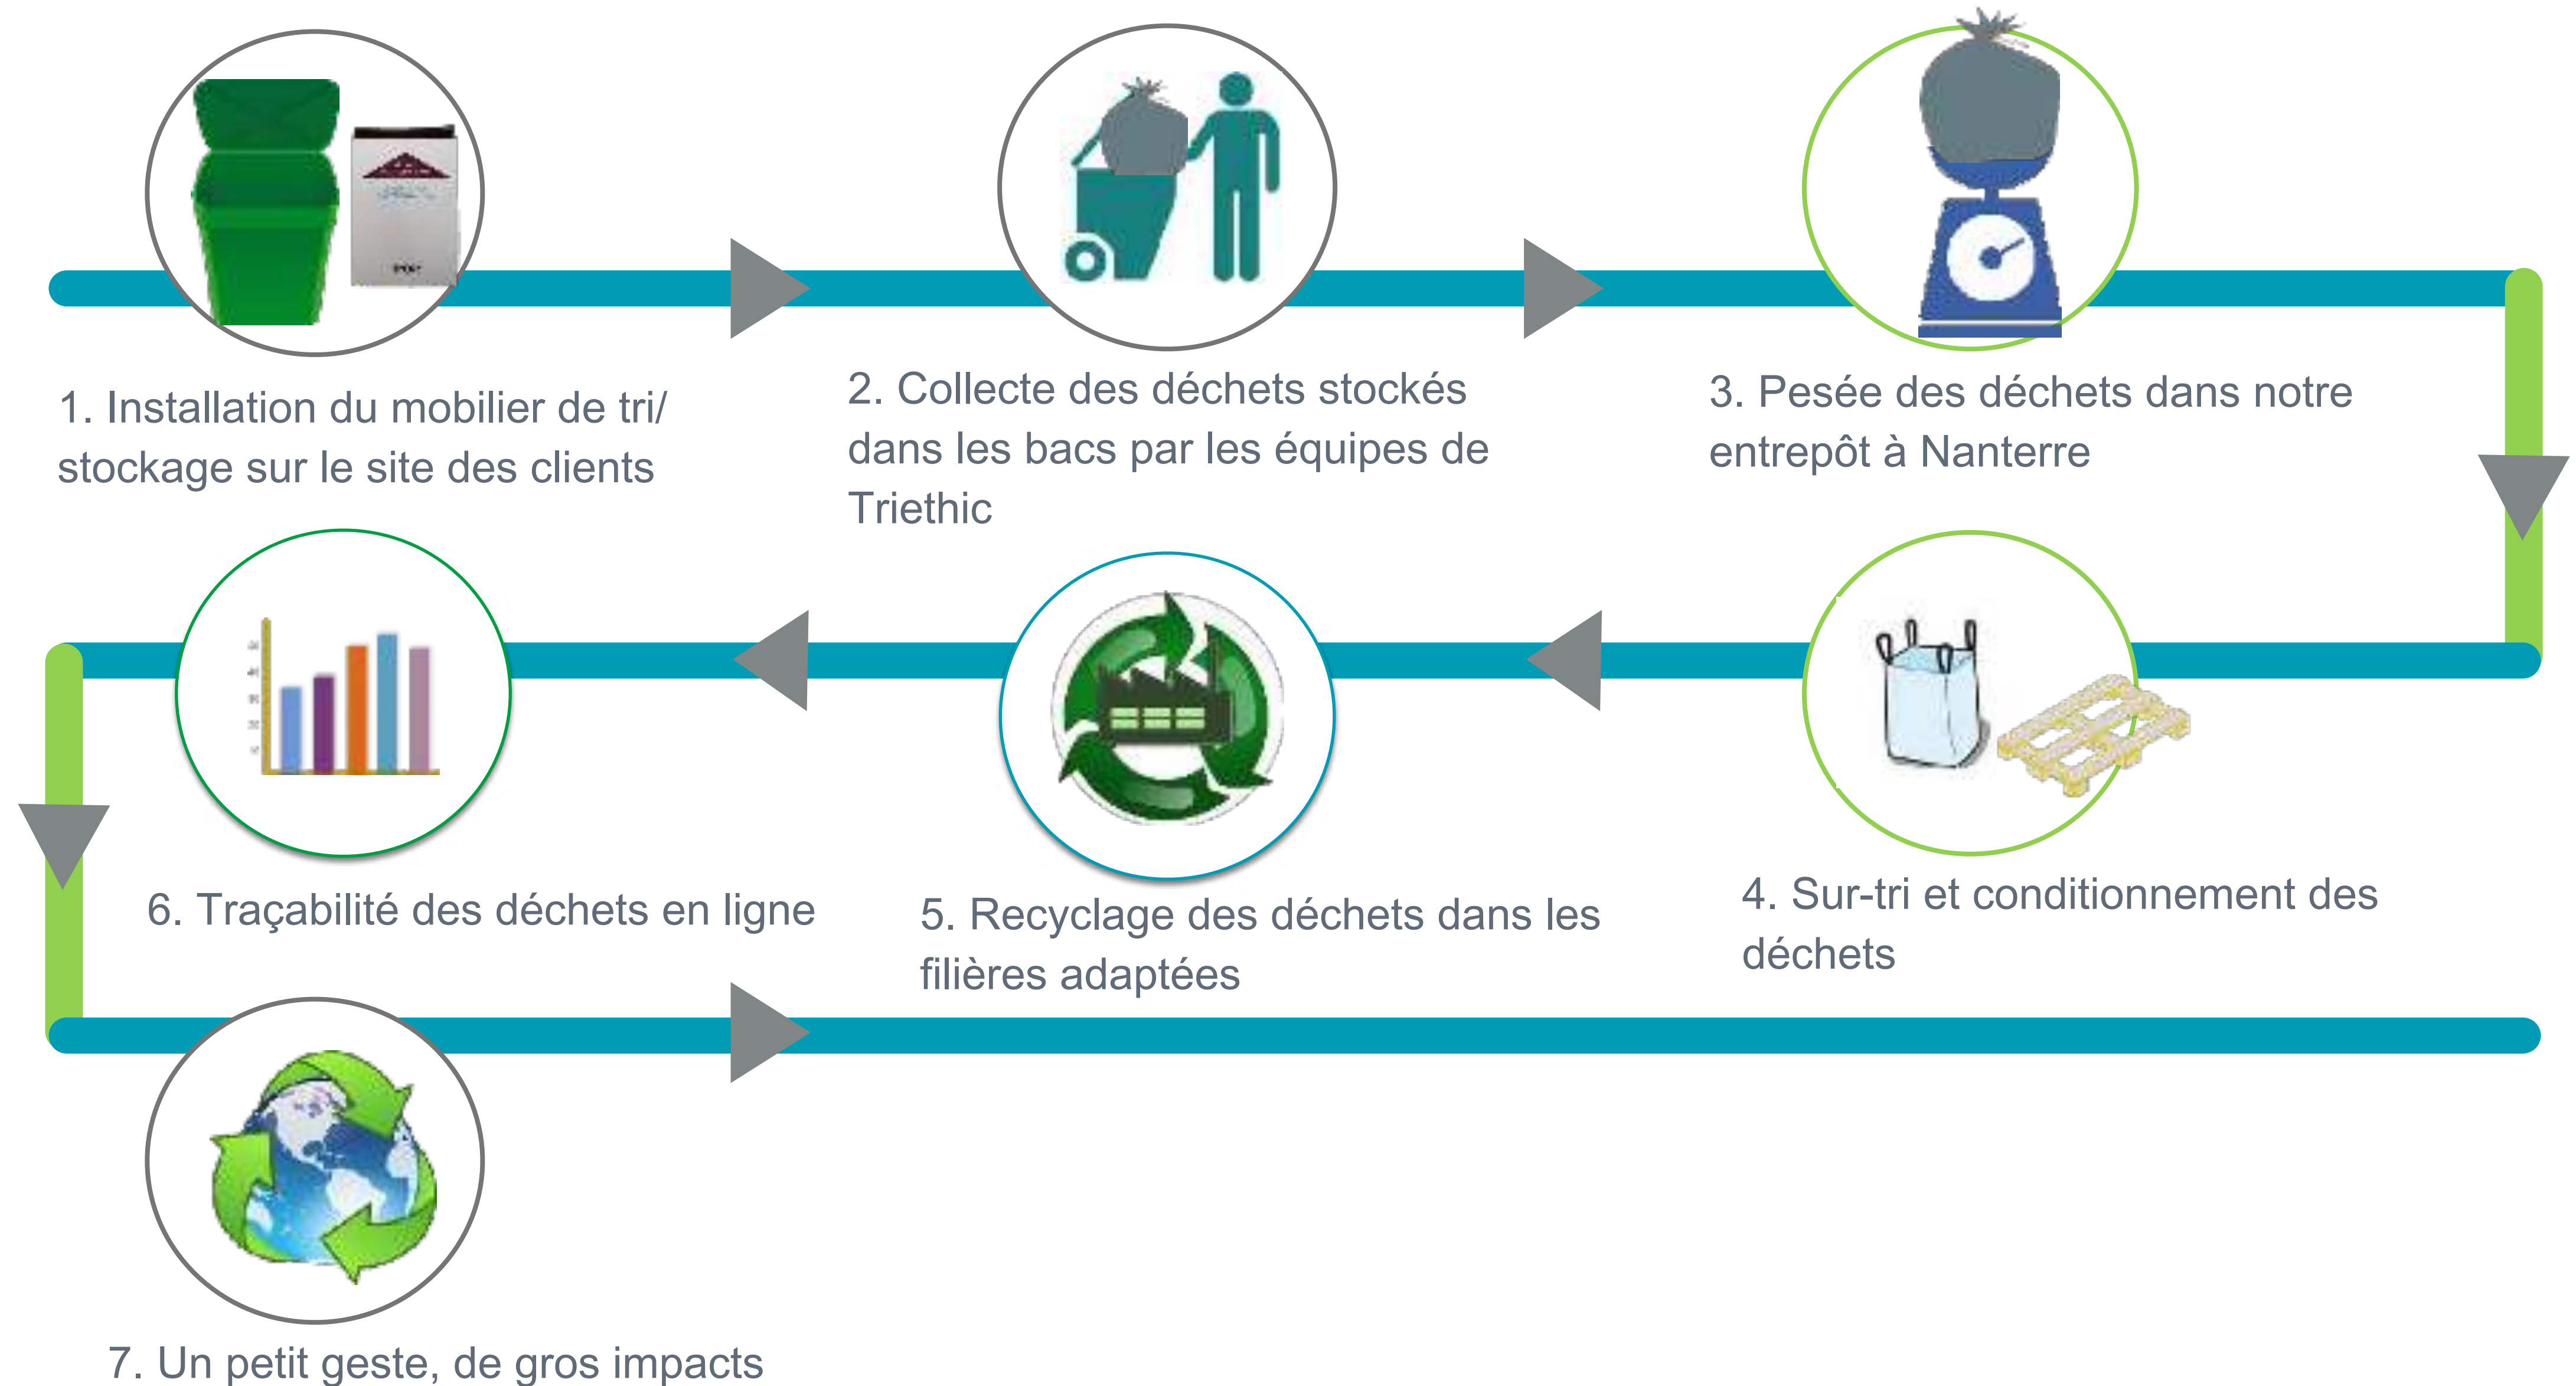 1. Installation du mobilier de tri/
stockage sur le site des clients
2. Collecte des déchets stockés
dans les bacs par les équipes de
Triethic
3. Pesée des déchets dans notre
entrepôt à Nanterre
4. Sur-tri et conditionnement des
déchets
5. Recyclage des déchets dans les
filières adaptées
6. Traçabilité des déchets en ligne
7. Un petit geste, de gros impacts